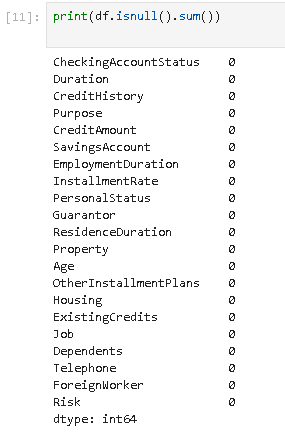 [11]: print(df.isnull().sum())
CheckingAccountStatus 0
Duration 0
CreditHistory 0
Purpose 0
CreditAmount 0
SavingsAccount 0
EmploymentDuration 0
InstallmentRate 0
PersonalStatus 0
Guarantor 0
ResidenceDuration 0
Property 0
Age 0
OtherInstallmentPlans 0
Housing 0
ExistingCredits 0
Job 0
Dependents 0
Telephone 0
ForeignWorker 0
Risk 0
dtype: int64